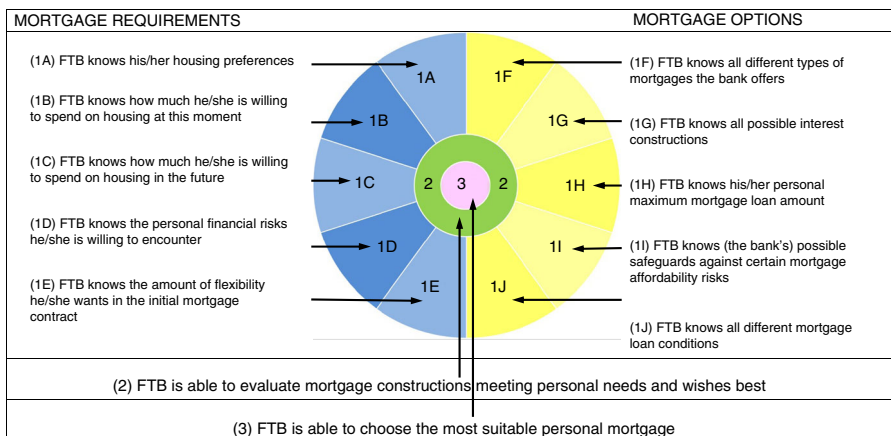 MORTGAGE REQUIREMENTS
MORTGAGE OPTIONS
(1A) FTB knows his/her housing preferences
(1B) FTB knows how much he/she is willing
to spend on housing at this moment
(1C) FTB knows how much he/she is willing
to spend on housing in the future
(1D) FTB knows the personal financial risks
he/she is willing to encounter
(1E) FTB knows the amount of flexibility
he/she wants in the initial mortgage
contract
1A
1B
1C
1D
1E
2
3
2
1F
1G
1H
1I
1J
(1F) FTB knows all different types of
mortgages the bank offers
(1G) FTB knows all possible interest
constructions
(1H) FTB knows his/her personal
maximum mortgage loan amount
(1I) FTB knows (the bank's) possible
safeguards against certain mortgage
affordability risks
(1J) FTB knows all different mortgage
loan conditions
(2) FTB is able to evaluate mortgage constructions meeting personal needs and wishes best
(3) FTB is able to choose the most suitable personal mortgage